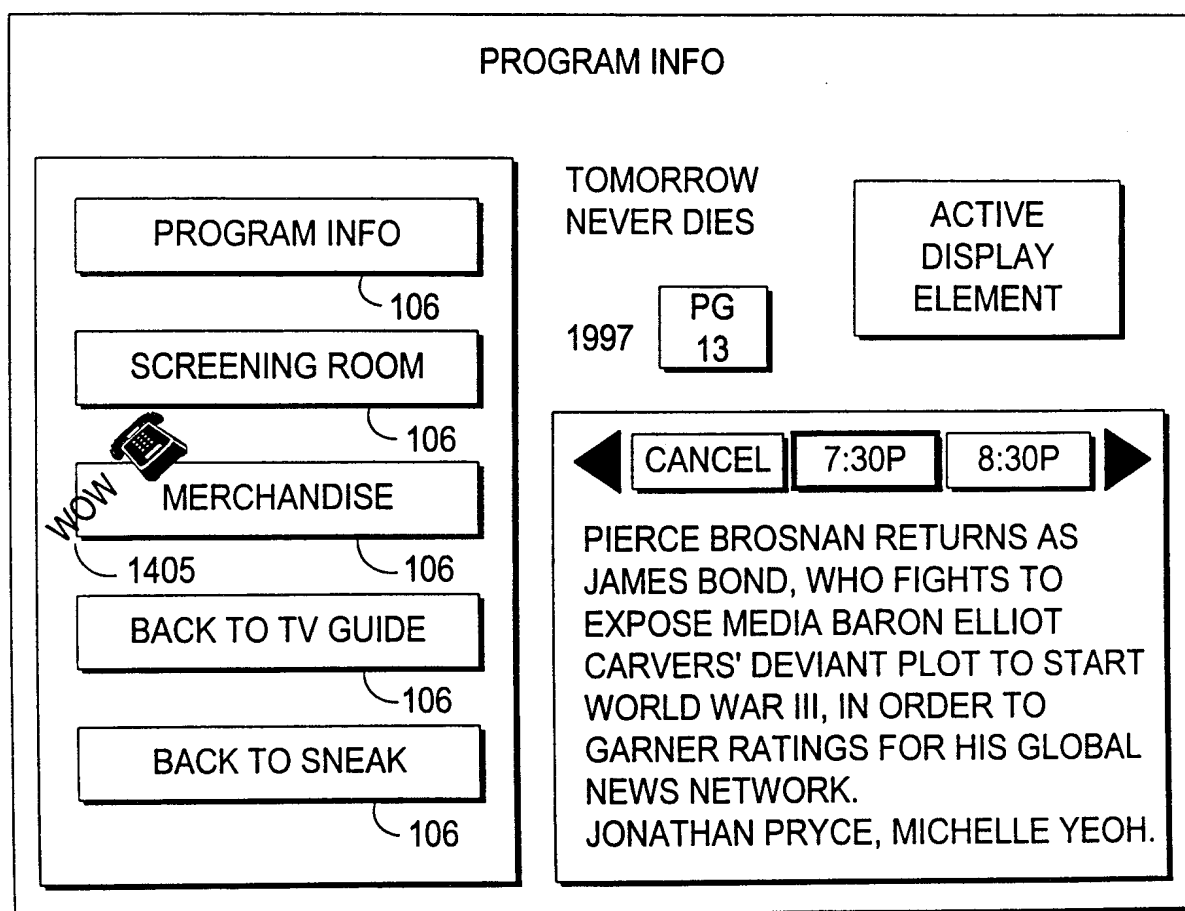 PROGRAM INFO
PROGRAM INFO
106
SCREENING ROOM
106
WOW
MERCHANDISE
1405
106
BACK TO TV GUIDE
106
BACK TO SNEAK
106
TOMORROW
NEVER DIES
1997
PG
13
ACTIVE
DISPLAY
ELEMENT
CANCEL 7:30P 8:30P
PIERCE BROSNAN RETURNS AS
JAMES BOND, WHO FIGHTS TO
EXPOSE MEDIA BARON ELLIOT
CARVERS' DEVIANT PLOT TO START
WORLD WAR III, IN ORDER TO
GARNER RATINGS FOR HIS GLOBAL
NEWS NETWORK.
JONATHAN PRYCE, MICHELLE YEOH.